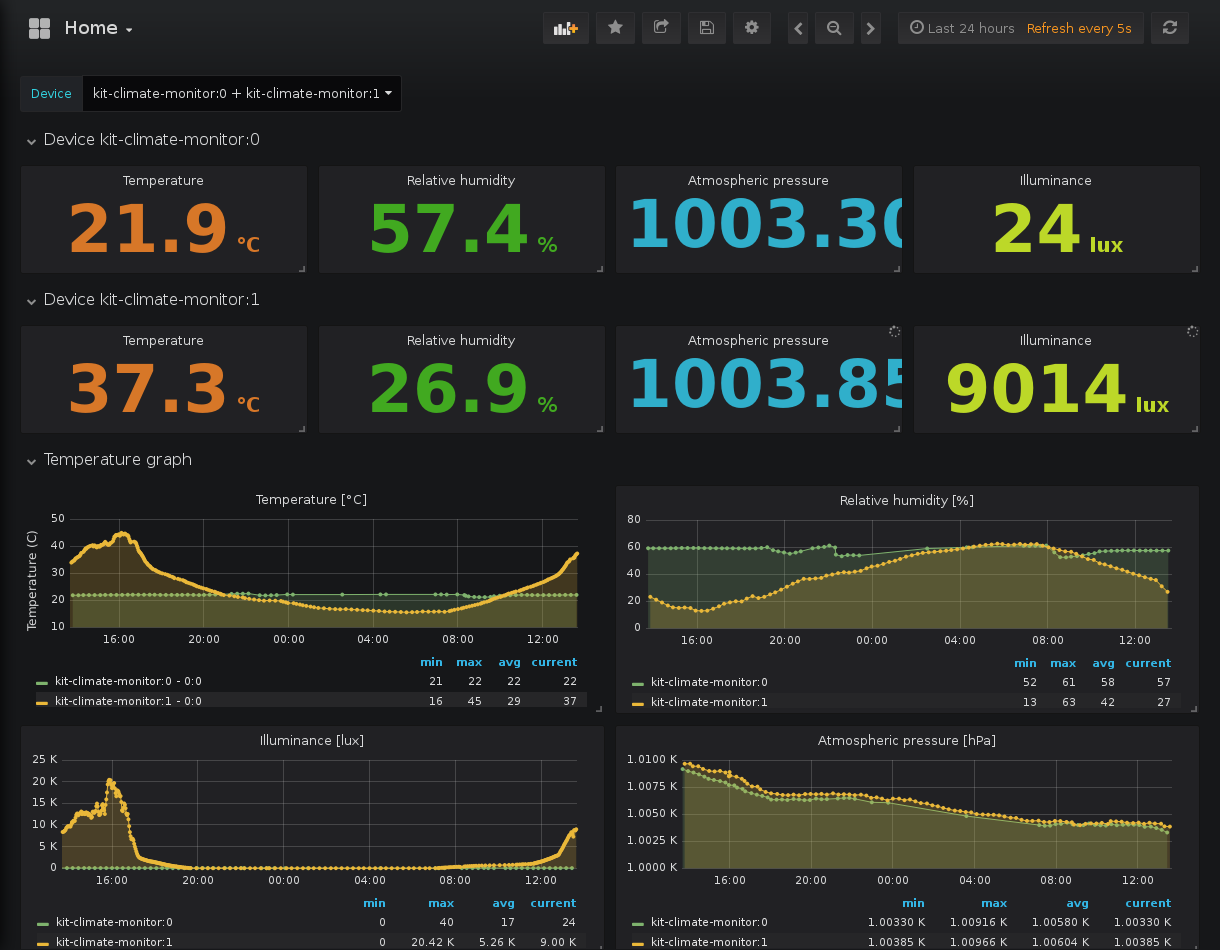 Home
Last 24 hours Refresh every 5s
Device kit-climate-monitor:0 + kit-climate-monitor:1
Device kit-climate-monitor:0
Temperature Relative humidity Atmospheric pressure Illuminance
21.9 °C 57.4 % 1003.30 24 lux
Device kit-climate-monitor:1
Temperature Relative humidity Atmospheric pressure Illuminance
37.3 °C 26.9 % 1003.85 9014 lux
Temperature graph
Temperature [°C]
Temperature (C)
50
40
30
20
10
16:00 20:00 00:00 04:00 08:00 12:00
min max avg current
kit-climate-monitor:0 - 0:0 21 22 22 22
kit-climate-monitor:1 - 0:0 16 45 29 37
Relative humidity [%]
80
60
40
20
0
16:00 20:00 00:00 04:00 08:00 12:00
min max avg current
kit-climate-monitor:0 52 61 58 57
kit-climate-monitor:1 13 63 42 27
Illuminance [lux]
25 K
20 K
15 K
10 K
5 K
0
16:00 20:00 00:00 04:00 08:00 12:00
min max avg current
kit-climate-monitor:0 0 40 17 24
kit-climate-monitor:1 0 20.42 K 5.26 K 9.00 K
Atmospheric pressure [hPa]
1.0100 K
1.0075 K
1.0050 K
1.0025 K
1.0000 K
16:00 20:00 00:00 04:00 08:00 12:00
min max avg current
kit-climate-monitor:0 1.00330 K 1.00916 K 1.00580 K 1.00330 K
kit-climate-monitor:1 1.00385 K 1.00966 K 1.00604 K 1.00385 K